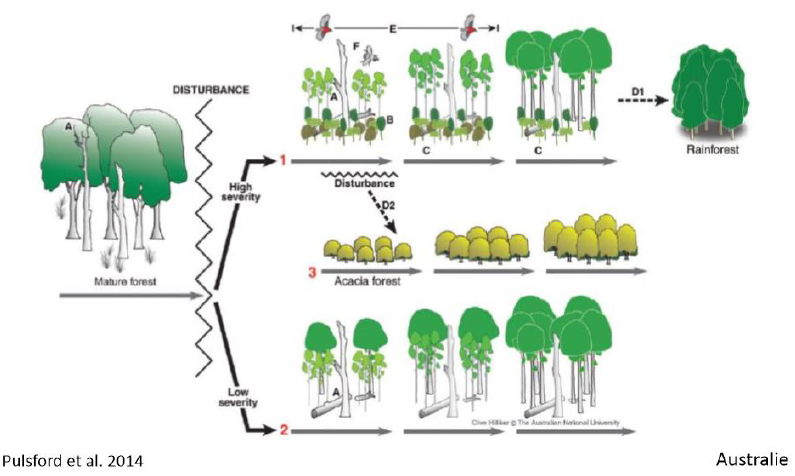 E
F
DISTURBANCE
A
A
B
D1
C
C
1
Rainforest
High
severity
Disturbance
D2
Mature forest
3
Acacia forest
Low
severity
A
Clive Hilliker © The Australian National University
2
Pulsford et al. 2014
Australie